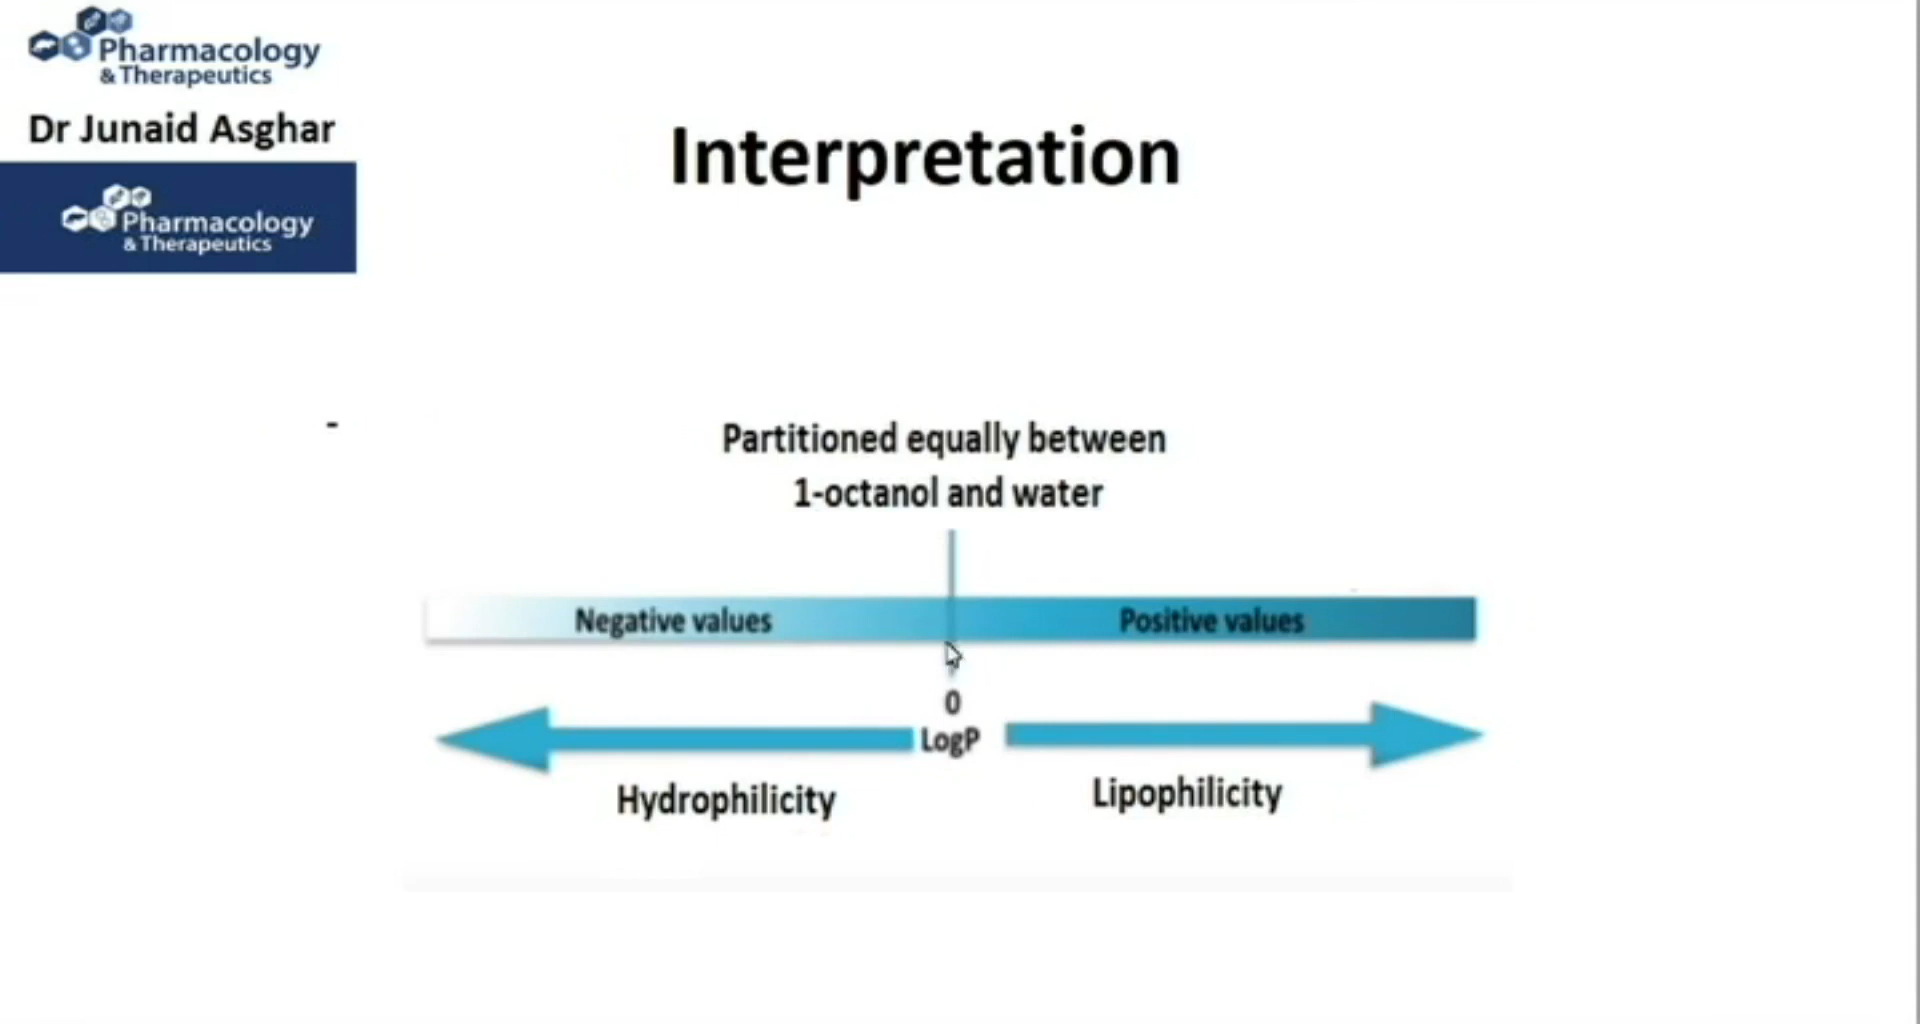 Pharmacology
& Therapeutics
Dr Junaid Asghar
Pharmacology
& Therapeutics
Interpretation
-
Partitioned equally between
1-octanol and water
Negative values
Positive values
0
LogP
Hydrophilicity
Lipophilicity